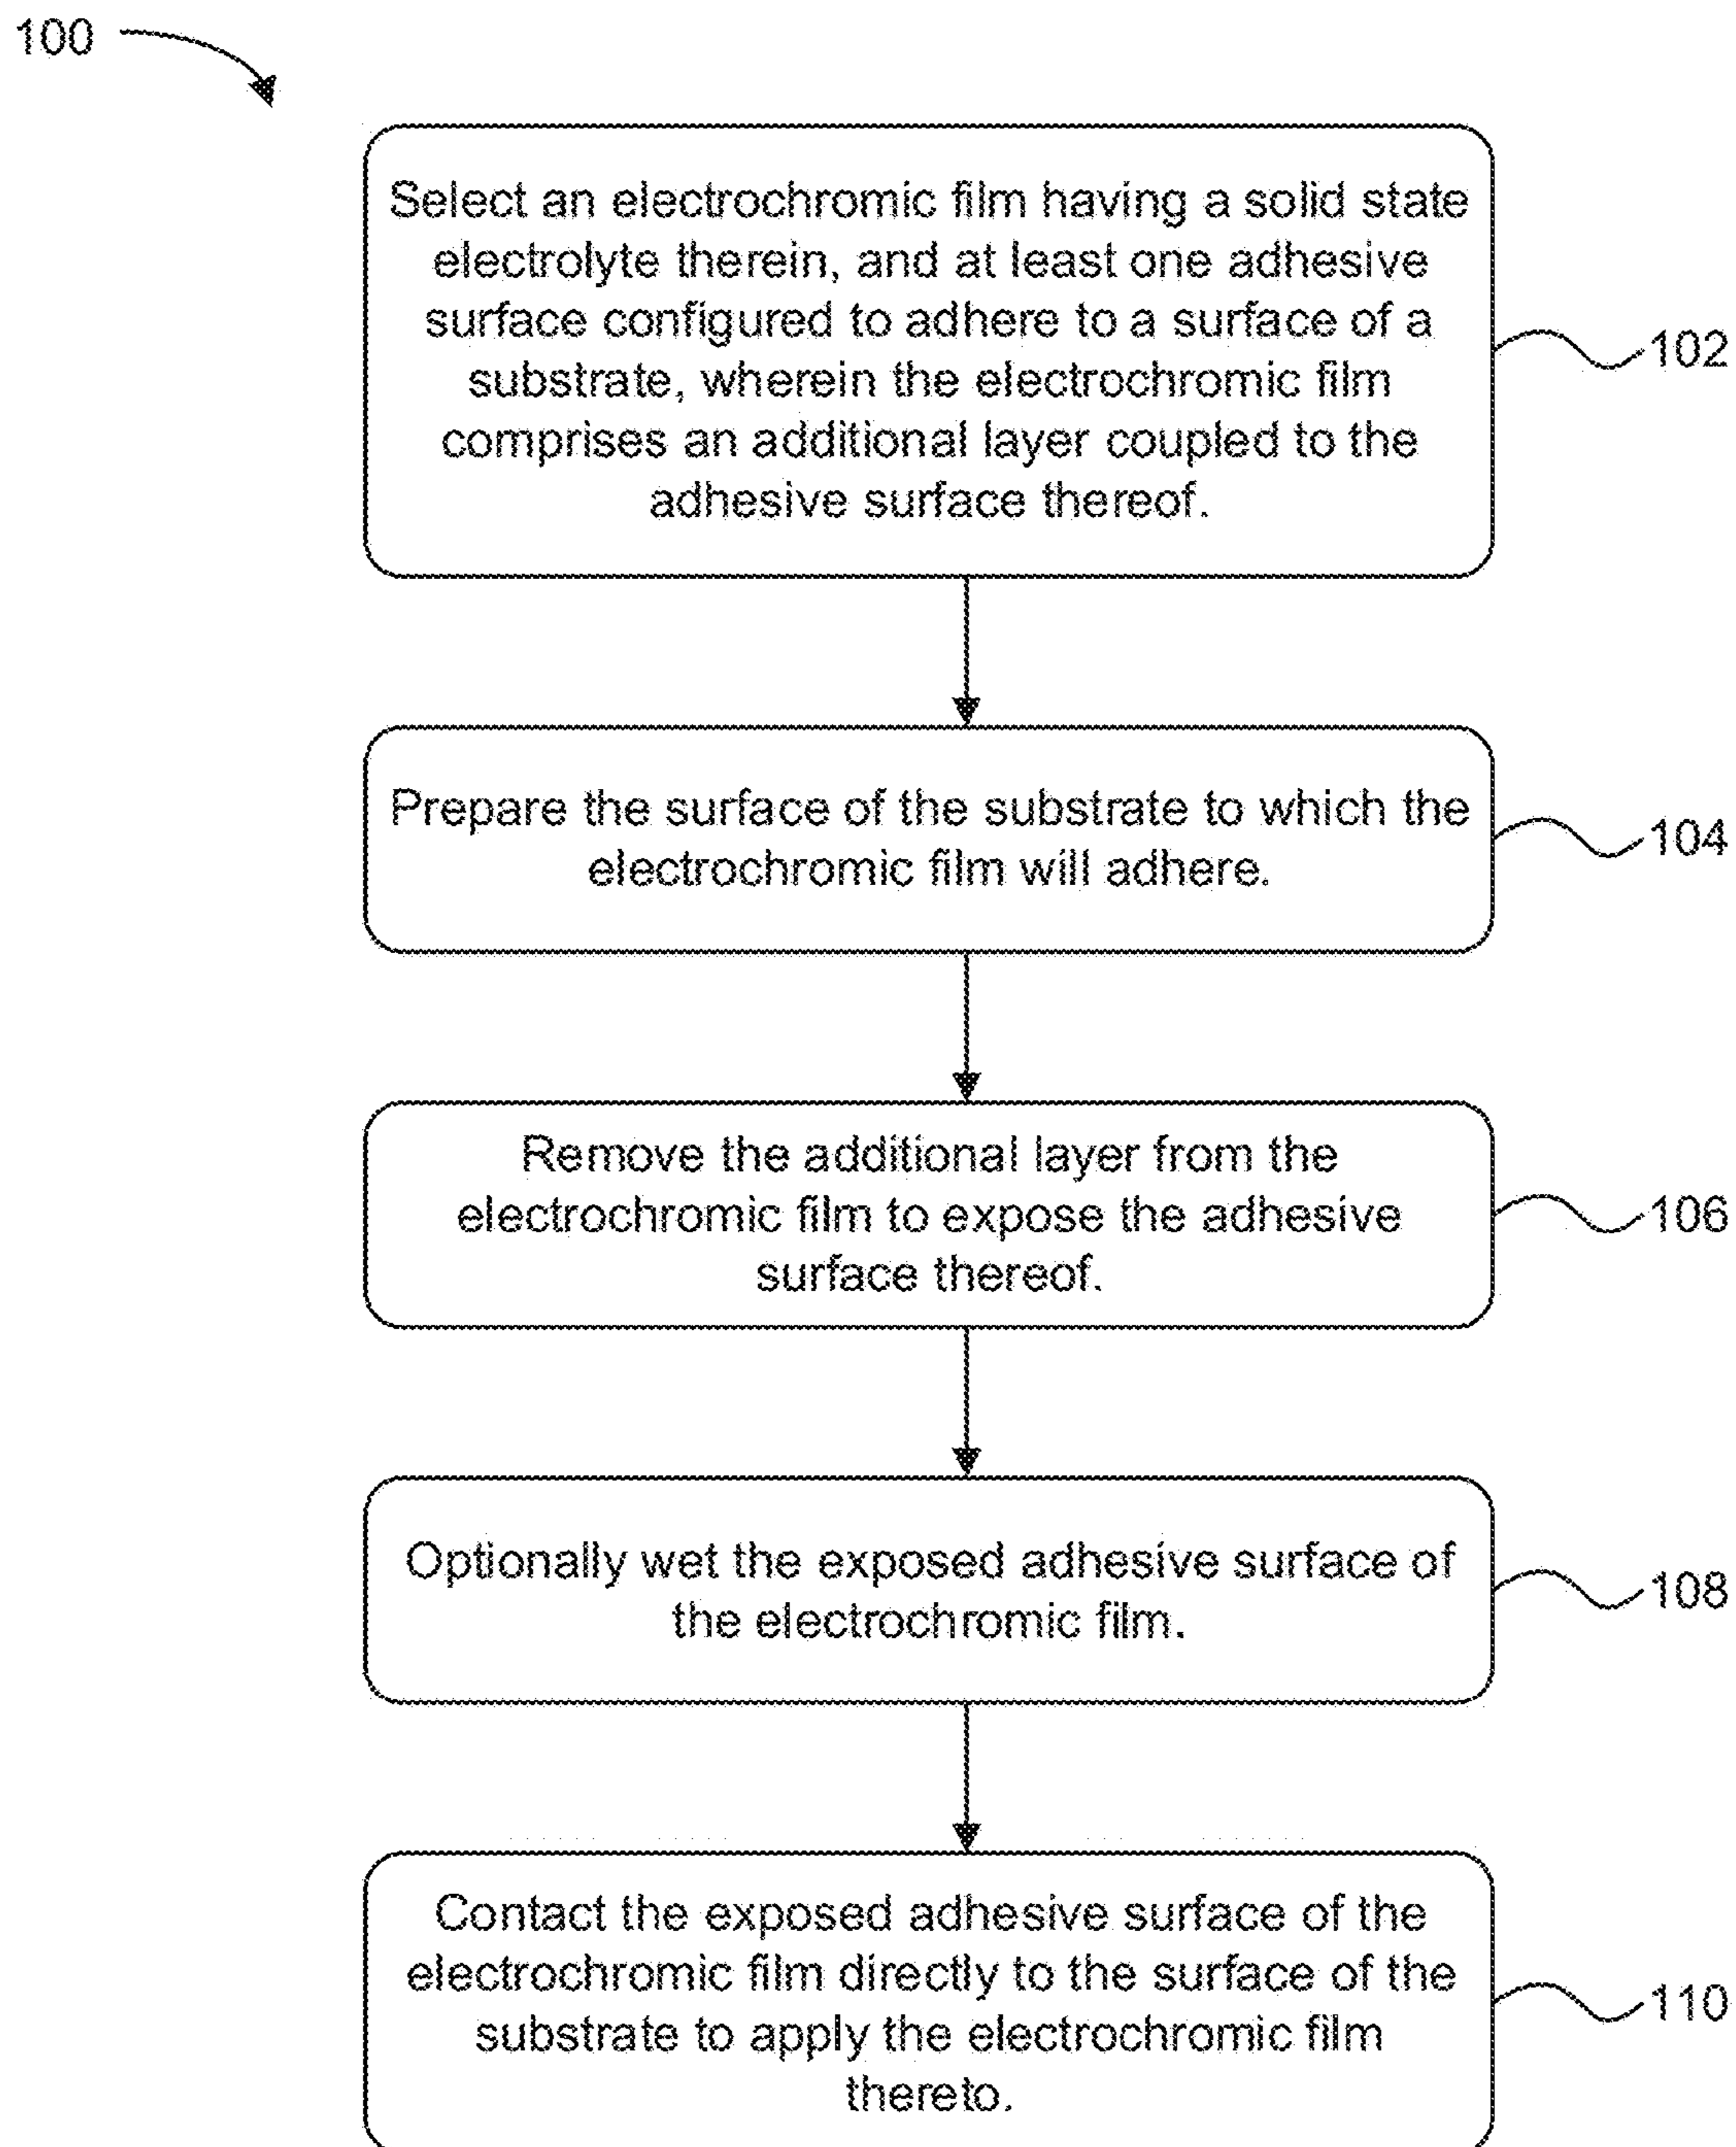 100
Select an electrochromic film having a solid state
electrolyte therein, and at least one adhesive
surface configured to adhere to a surface of a
substrate, wherein the electrochromic film
comprises an additional layer coupled to the
adhesive surface thereof.
102
Prepare the surface of the substrate to which the
electrochromic film will adhere.
104
Remove the additional layer from the
electrochromic film to expose the adhesive
surface thereof.
106
Optionally wet the exposed adhesive surface of
the electrochromic film.
108
Contact the exposed adhesive surface of the
electrochromic film directly to the surface of the
substrate to apply the electrochromic film
thereto.
110